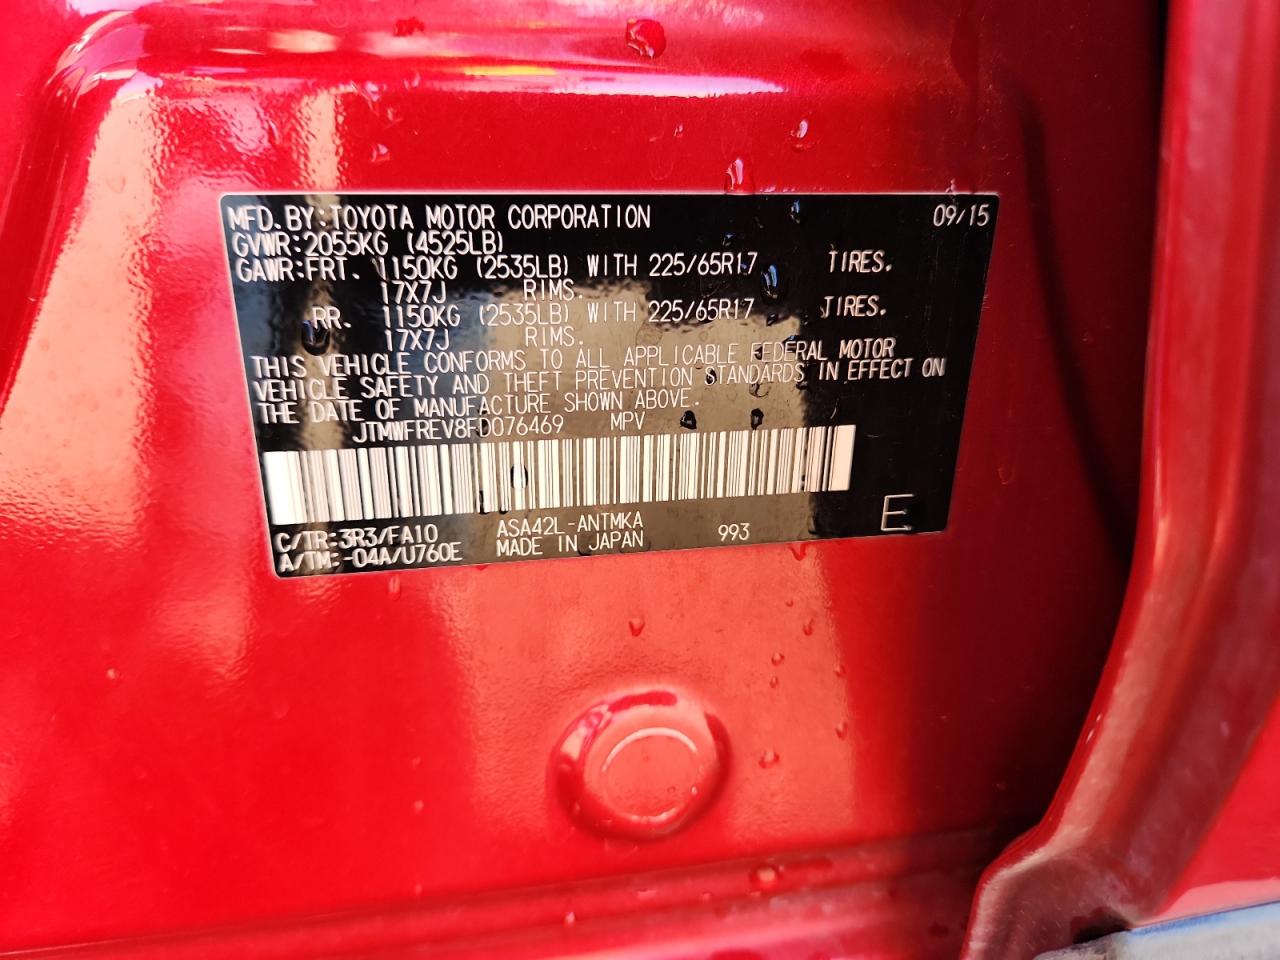 MFD.BY:TOYOTA MOTOR CORPORATION 09/15
GVWR:2055KG (4525LB)
GAWR:FRT. 1150KG (2535LB) WITH 225/65R17 TIRES.
17X7J RIMS.
RR. 1150KG (2535LB) WITH 225/65R17 TIRES.
17X7J RIMS.
THIS VEHICLE CONFORMS TO ALL APPLICABLE FEDERAL MOTOR
VEHICLE SAFETY AND THEFT PREVENTION STANDARDS IN EFFECT ON
THE DATE OF MANUFACTURE SHOWN ABOVE.
JTMWFREV8FD076469 MPV
C/TR:3R3/FA10 ASA42L-ANTMKA 993 E
A/TM:-04A/U760E MADE IN JAPAN